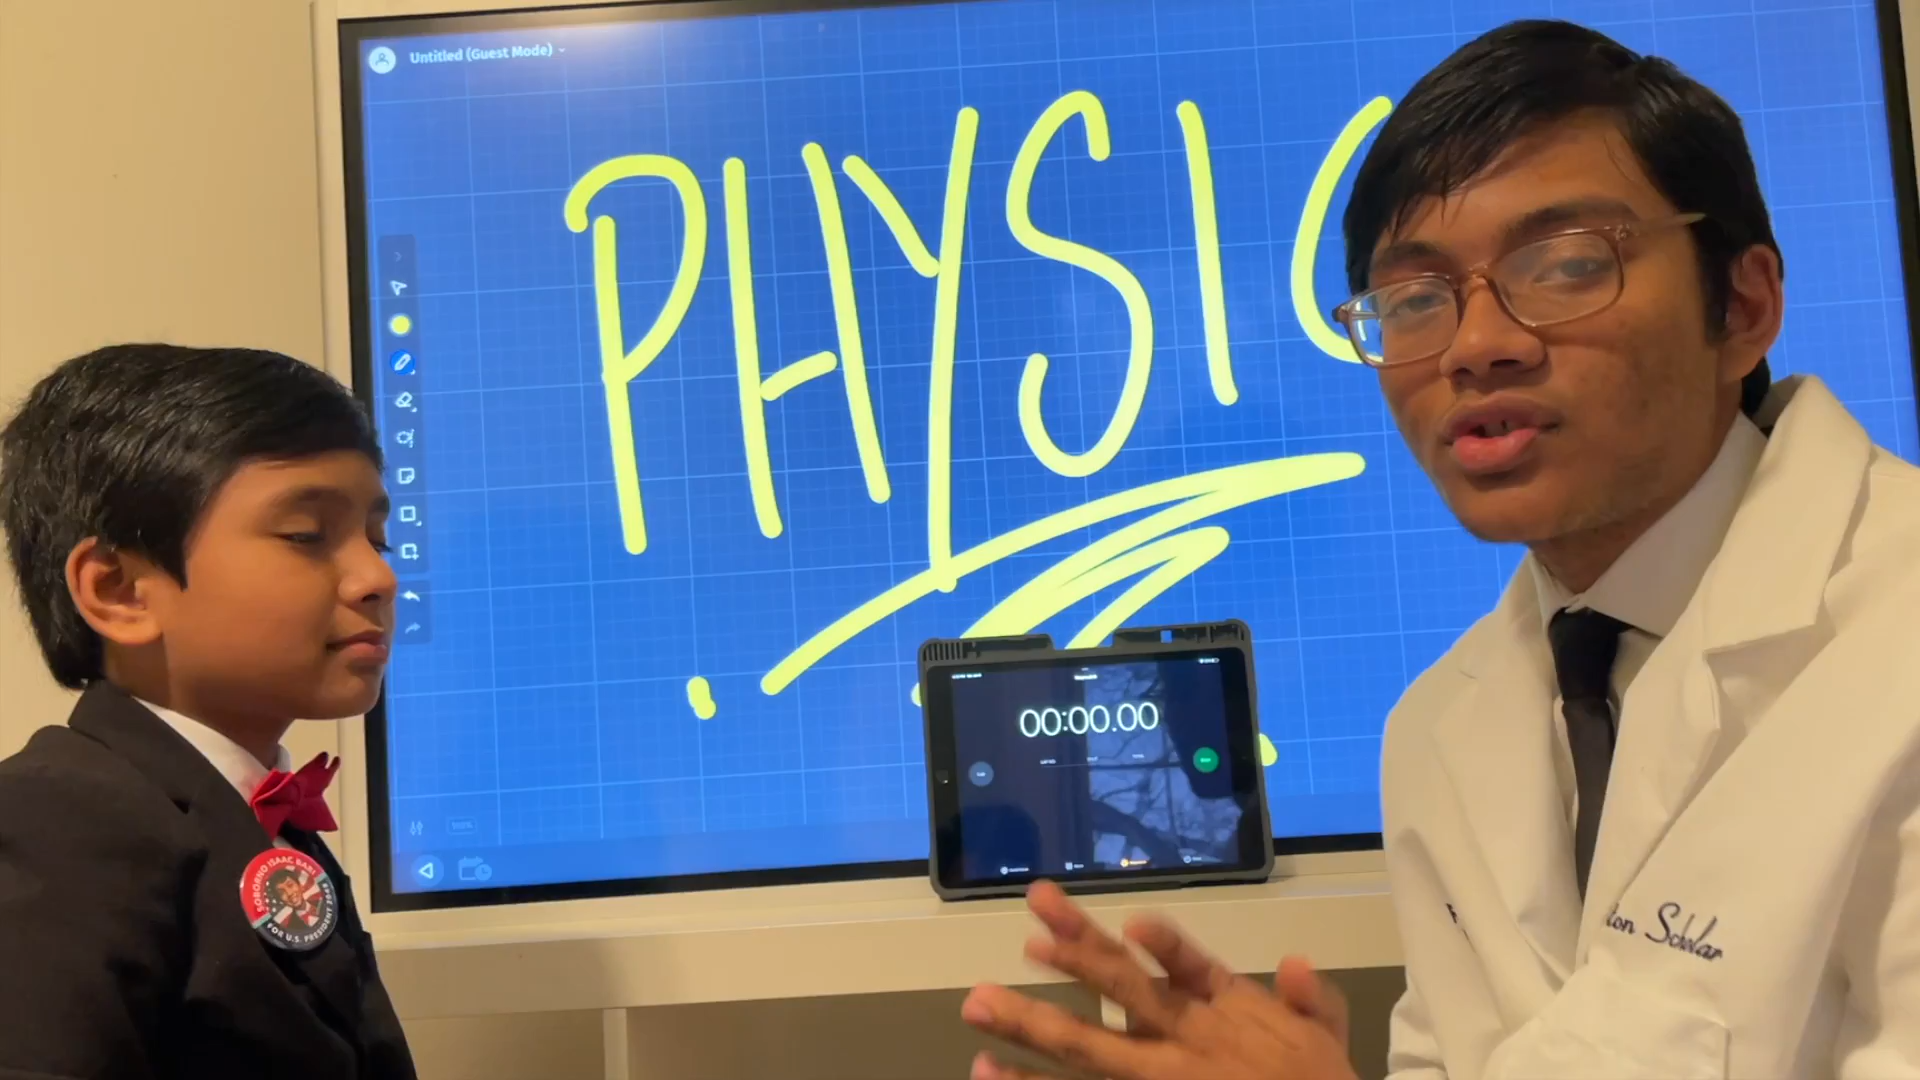 Untitled (Guest Mode)
PHYSIC
00:00.00
SOBORNO ISAAC BARI
FOR U.S. PRESIDENT
ton Scholar